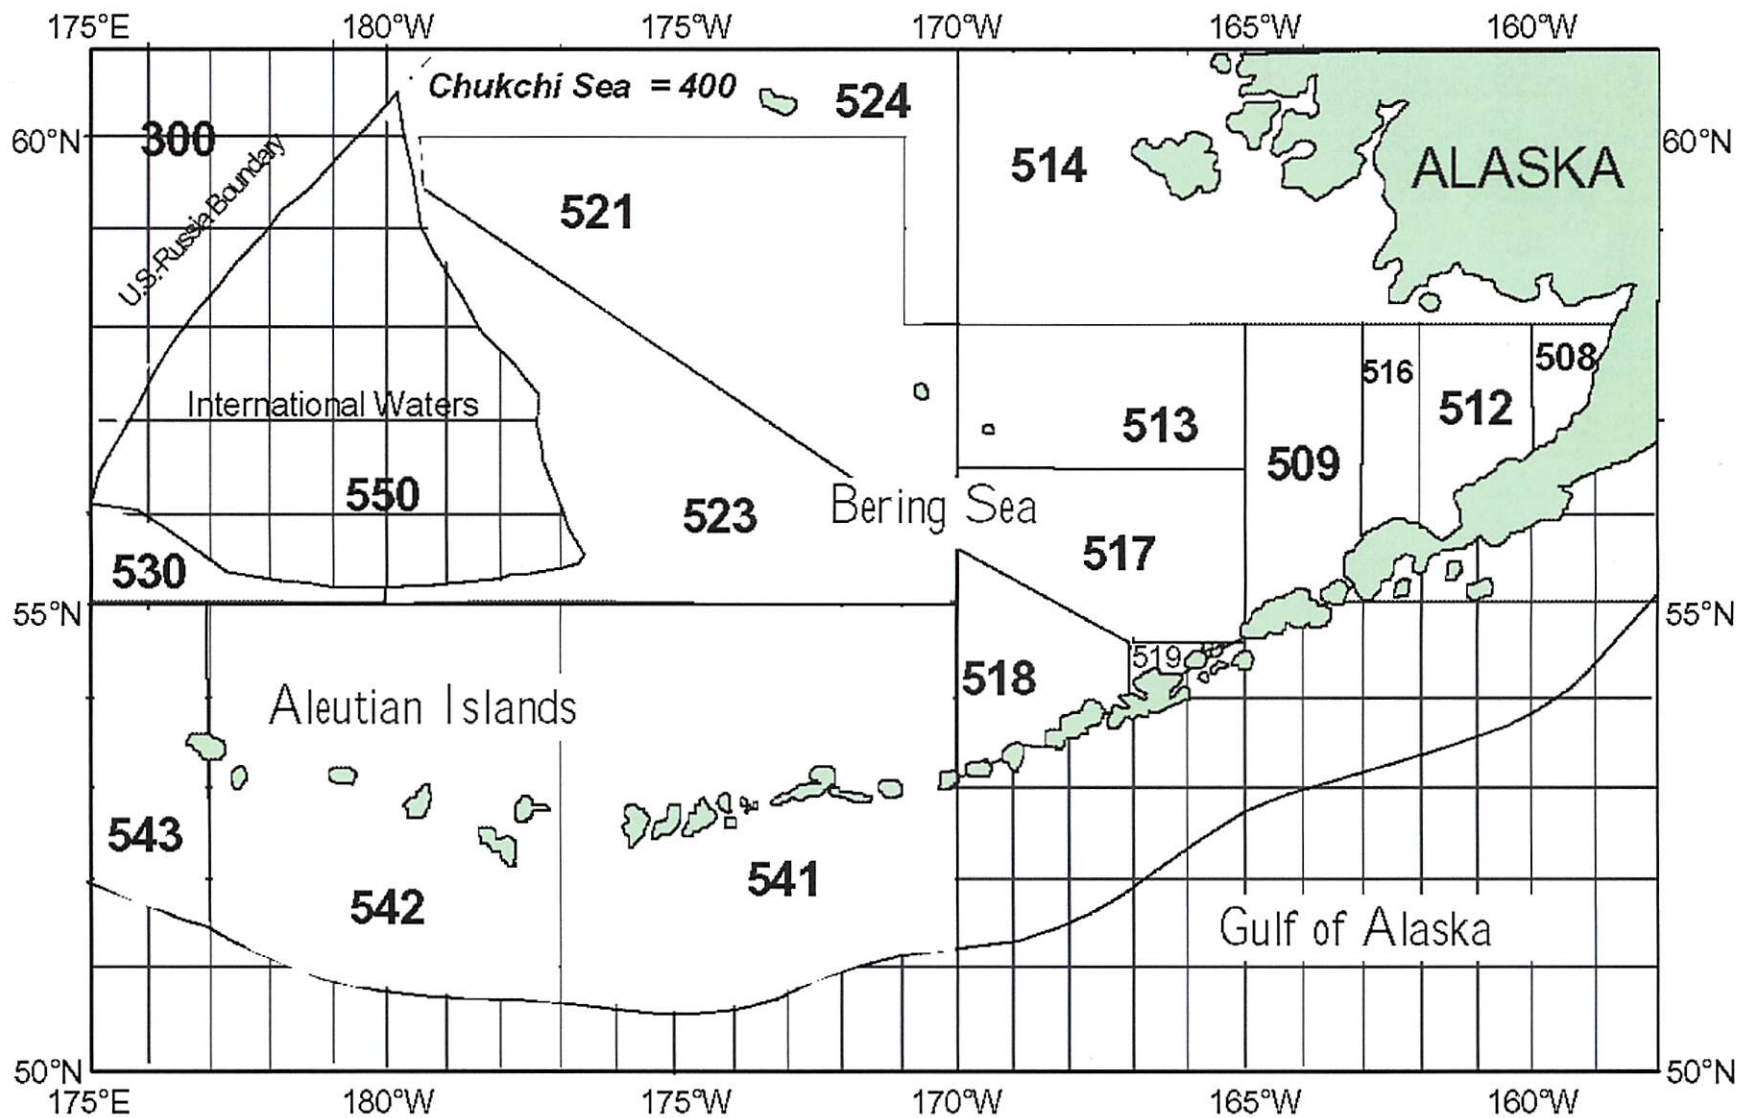 175°E 180°W 175°W 170°W 165°W 160°W
Chukchi Sea = 400
524
300
60°N
60°N
514
ALASKA
U.S.-Russia Boundary
521
508
516
International Waters
512
513
509
550
523
Bering Sea
517
530
55°N
55°N
519
518
Aleutian Islands
543
541
542
Gulf of Alaska
50°N
50°N
175°E 180°W 175°W 170°W 165°W 160°W